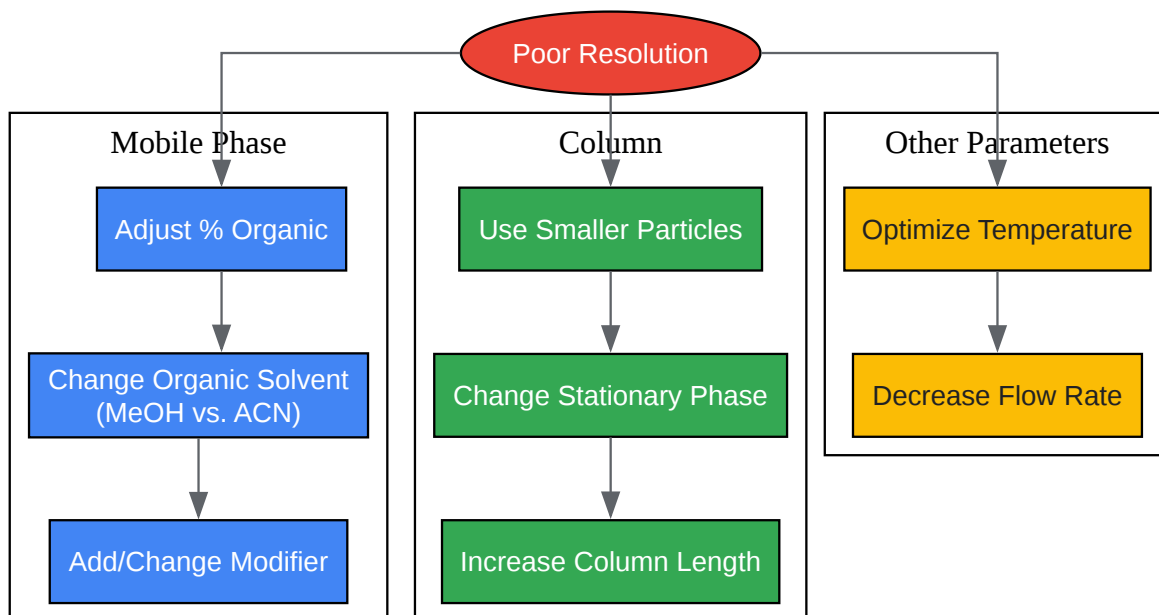 Poor Resolution
Mobile Phase
Adjust % Organic
Change Organic Solvent
(MeOH vs. ACN)
Add/Change Modifier
Column
Use Smaller Particles
Change Stationary Phase
Increase Column Length
Other Parameters
Optimize Temperature
Decrease Flow Rate